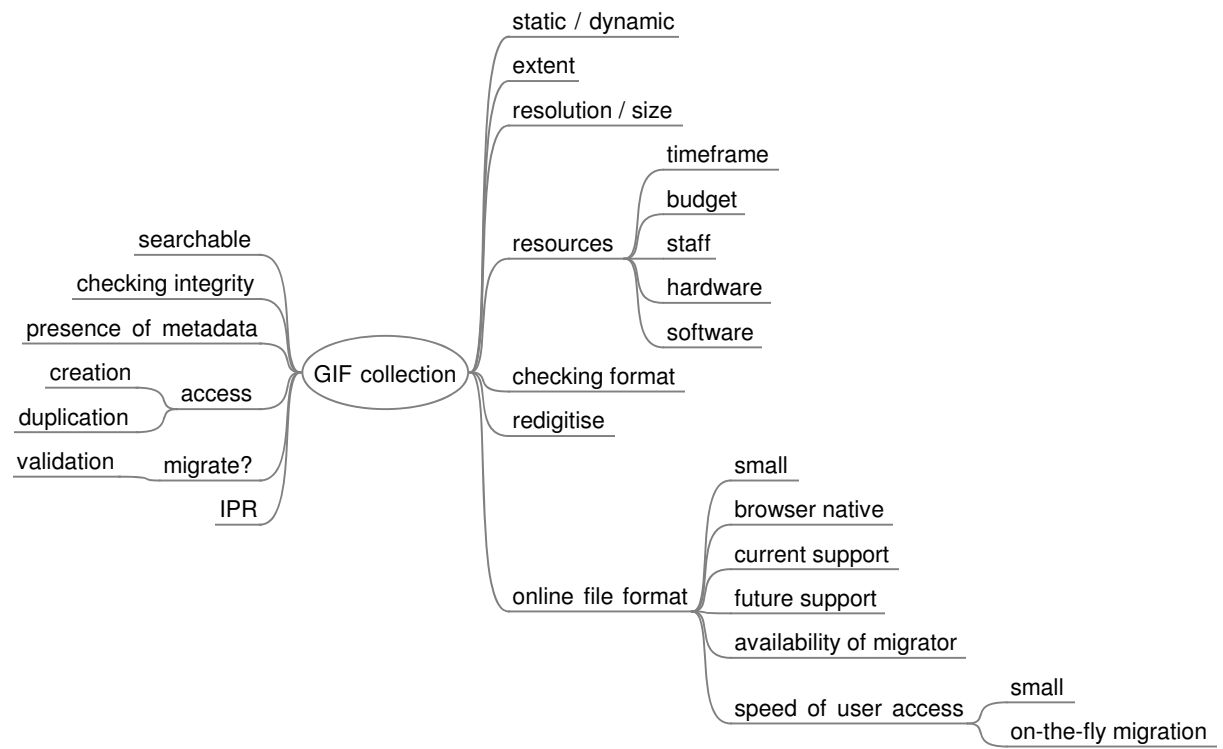 static / dynamic
extent
resolution / size
timeframe
budget
resources
staff
hardware
software
searchable
checking integrity
presence of metadata
creation
access
duplication
validation
migrate?
IPR
GIF collection
checking format
redigitise
small
browser native
current support
online file format
future support
availability of migrator
speed of user access
small
on-the-fly migration